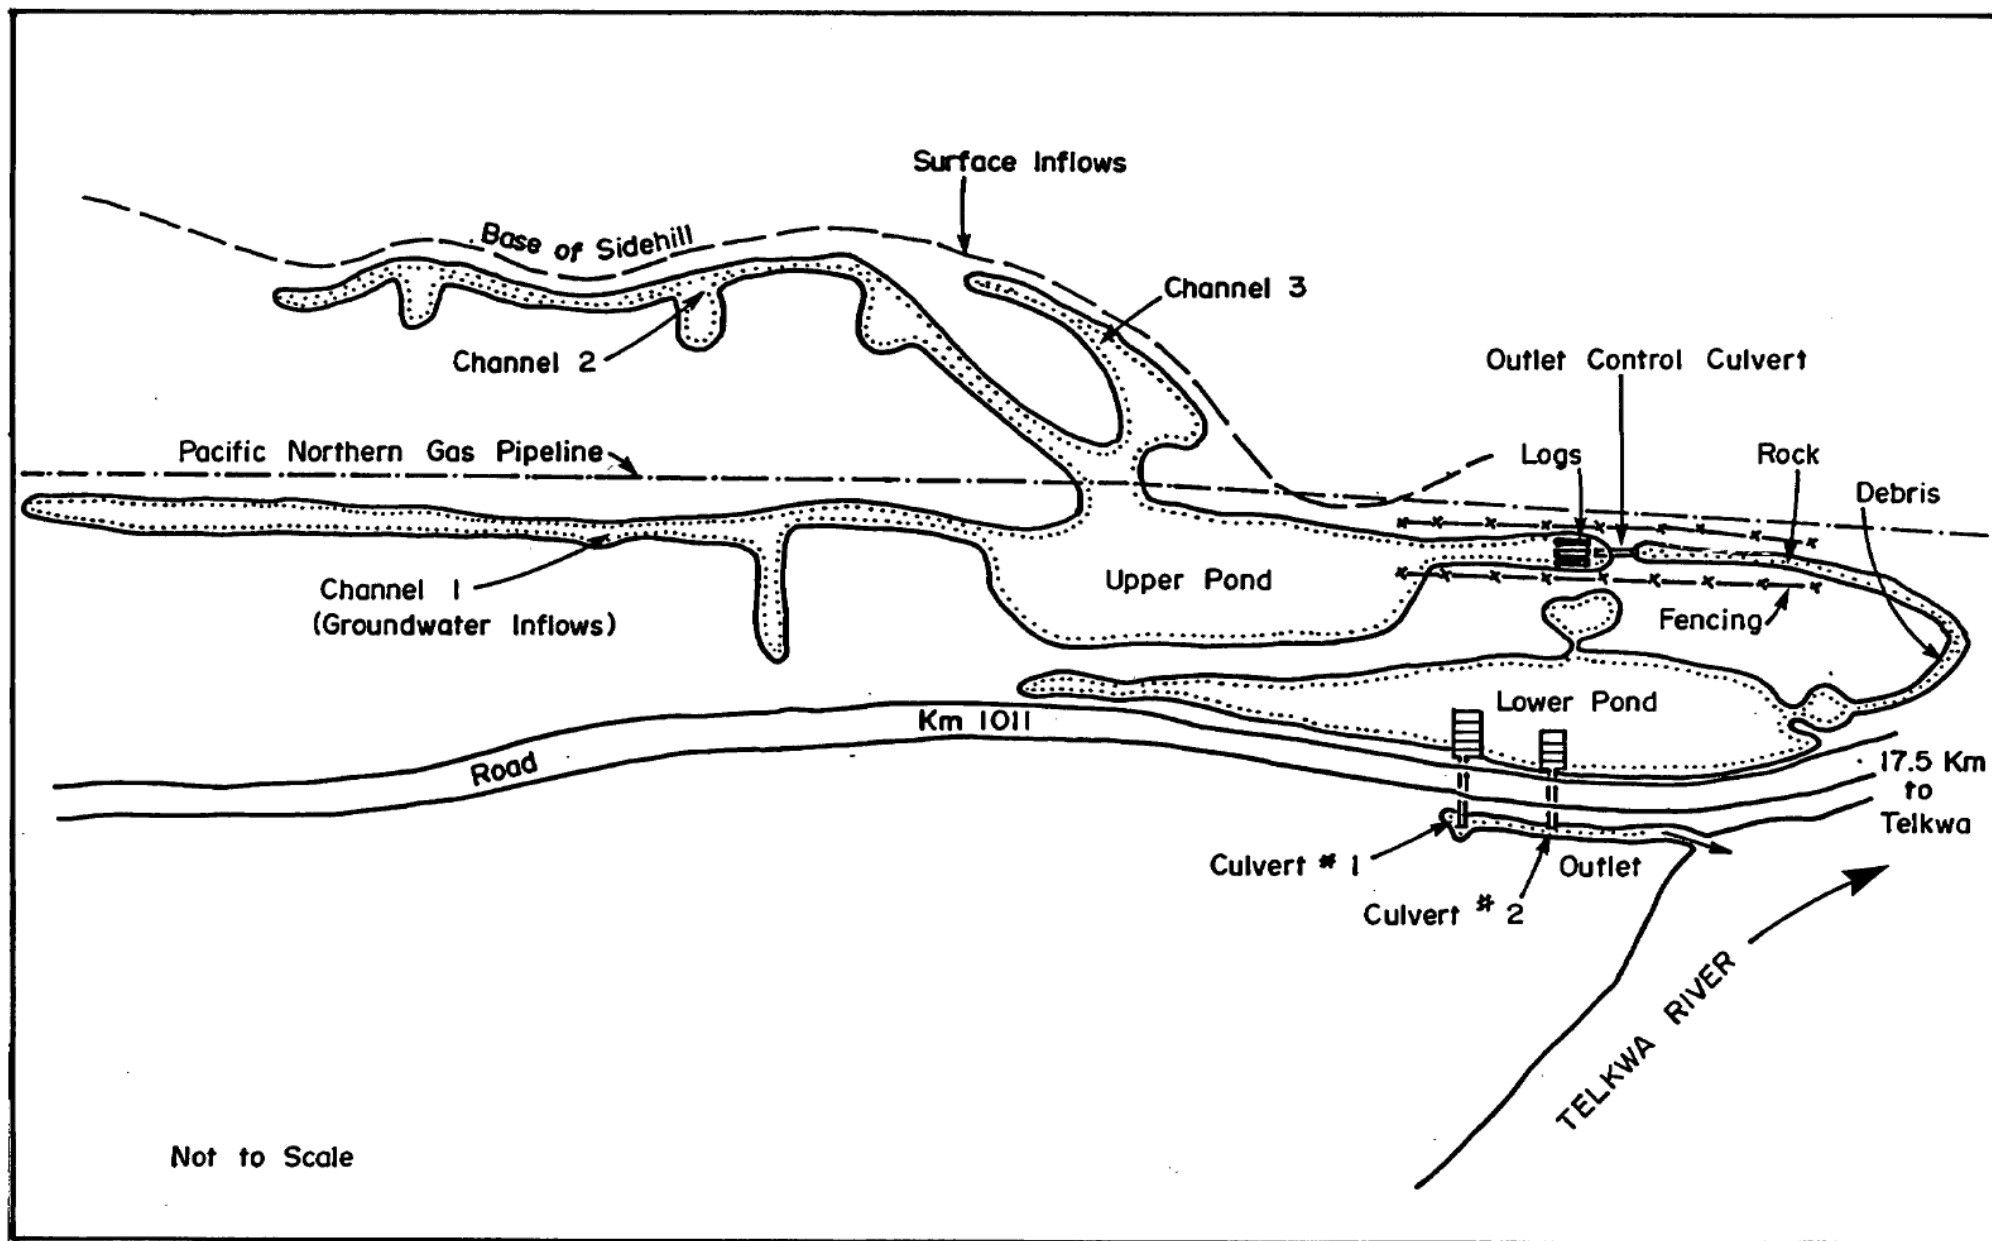 Surface Inflows
Base of Sidehill
Channel 3
Channel 2
Outlet Control Culvert
Pacific Northern Gas Pipeline
Logs
Rock
Debris
Channel 1
(Groundwater Inflows)
Upper Pond
Fencing
Lower Pond
Km 1011
Road
17.5 Km
to
Telkwa
Culvert # 1
Outlet
Culvert # 2
TELKWA RIVER
Not to Scale